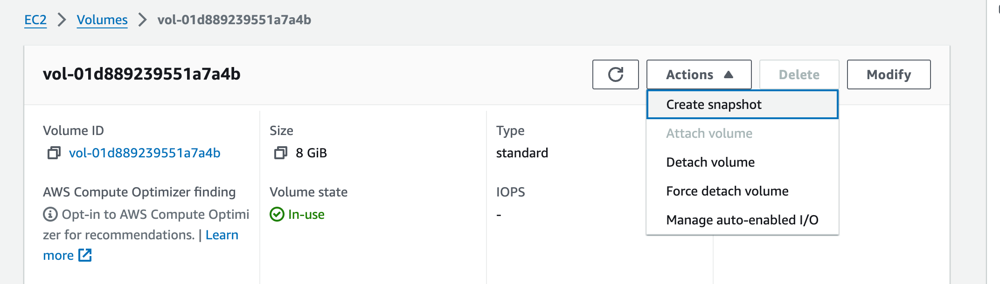 EC2 > Volumes > vol-01d889239551a7a4b
vol-01d889239551a7a4b
Actions ▲
Delete
Modify
Create snapshot
Attach volume
Detach volume
Force detach volume
Manage auto-enabled I/O
Volume ID
vol-01d889239551a7a4b
Size
8 GiB
Type
standard
AWS Compute Optimizer finding
Opt-in to AWS Compute Optimi
zer for recommendations. | Learn
more
Volume state
In-use
IOPS
-